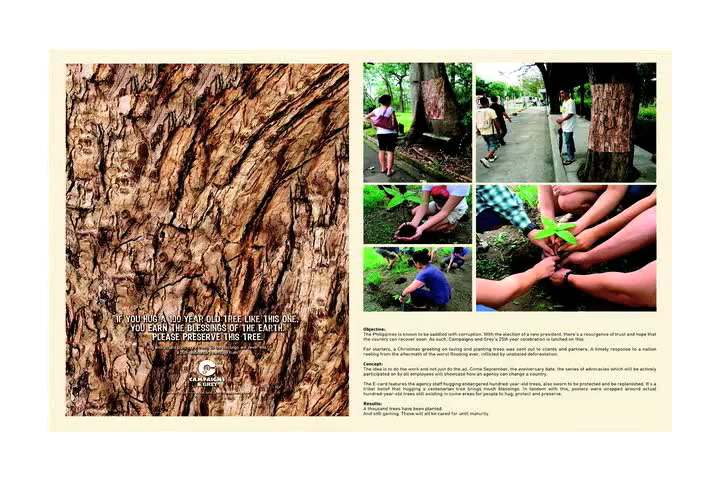 "IF YOU HUG A 100 YEAR OLD TREE LIKE THIS ONE,
YOU EARN THE BLESSINGS OF THE EARTH.
PLEASE PRESERVE THIS TREE.
CAMPAIGNS
& GREY
Objective:
The Philippines is known to be saddled with corruption. With the election of a new president, there's a resurgence of trust and hope that
the country can recover soon. As such, Campaigns and Grey's 25th year celebration is latched on this.
For starters, a Christmas greeting on loving and planting trees was sent out to clients and partners. A timely response to a nation
reeling from the aftermath of the worst flooding ever, inflicted by unabated deforestation.
Concept:
The idea is to do the work and not just do the ad. Come September, the anniversary date, the series of advocacies which will be actively
participated on by all employees will showcase how an agency can change a country.
The E-card features the agency staff hugging endangered hundred-year-old trees, also sworn to be protected and be replenished. It's a
tribal belief that hugging a centenarian tree brings much blessings. In tandem with this, posters were wrapped around actual
hundred-year-old trees still existing in some areas for people to hug, protect and preserve.
Results:
A thousand trees have been planted.
And still gaining. These will all be cared for until maturity.